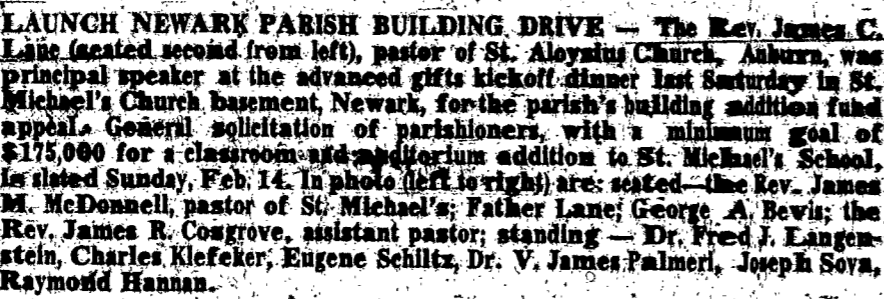 LAUNCH NEWARK PARISH BUILDING DRIVE — The Rev. James C.
Lane (seated second from left), pastor of St. Aloysius Church, Auburn, was
principal speaker at the advanced gifts kickoff dinner last Saturday in St.
Michael's Church basement, Newark, for the parish's building addition fund
appeal. General solicitation of parishioners, with a minimum goal of
$175,000 for a classroom and auditorium addition to St. Michael's School,
is slated Sunday, Feb. 14. In photo (left to right) are: seated—the Rev. James
M. McDonnell, pastor of St. Michael's; Father Lane; George A. Bevis; the
Rev. James R. Cosgrove, assistant pastor; standing — Dr. Fred J. Langen-
stein, Charles Klefeker, Eugene Schiltz, Dr. V. James Palmeri, Joseph Sova,
Raymond Hannan.